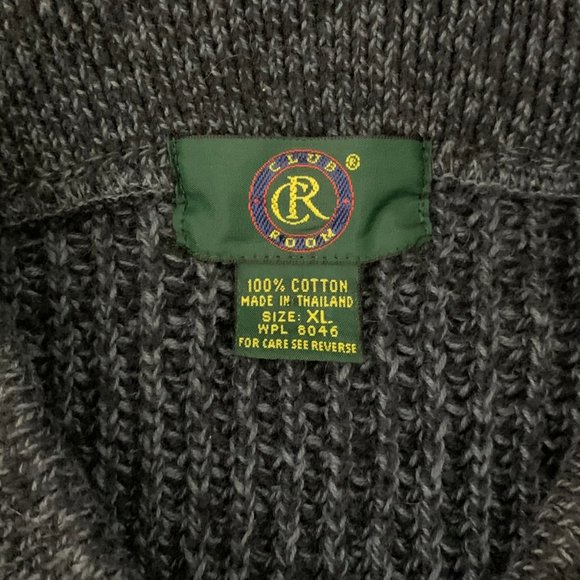 CLUB ®
CR
ROOM
100% COTTON
MADE IN THAILAND
SIZE: XL.
WPL 8046
FOR CARE SEE REVERSE